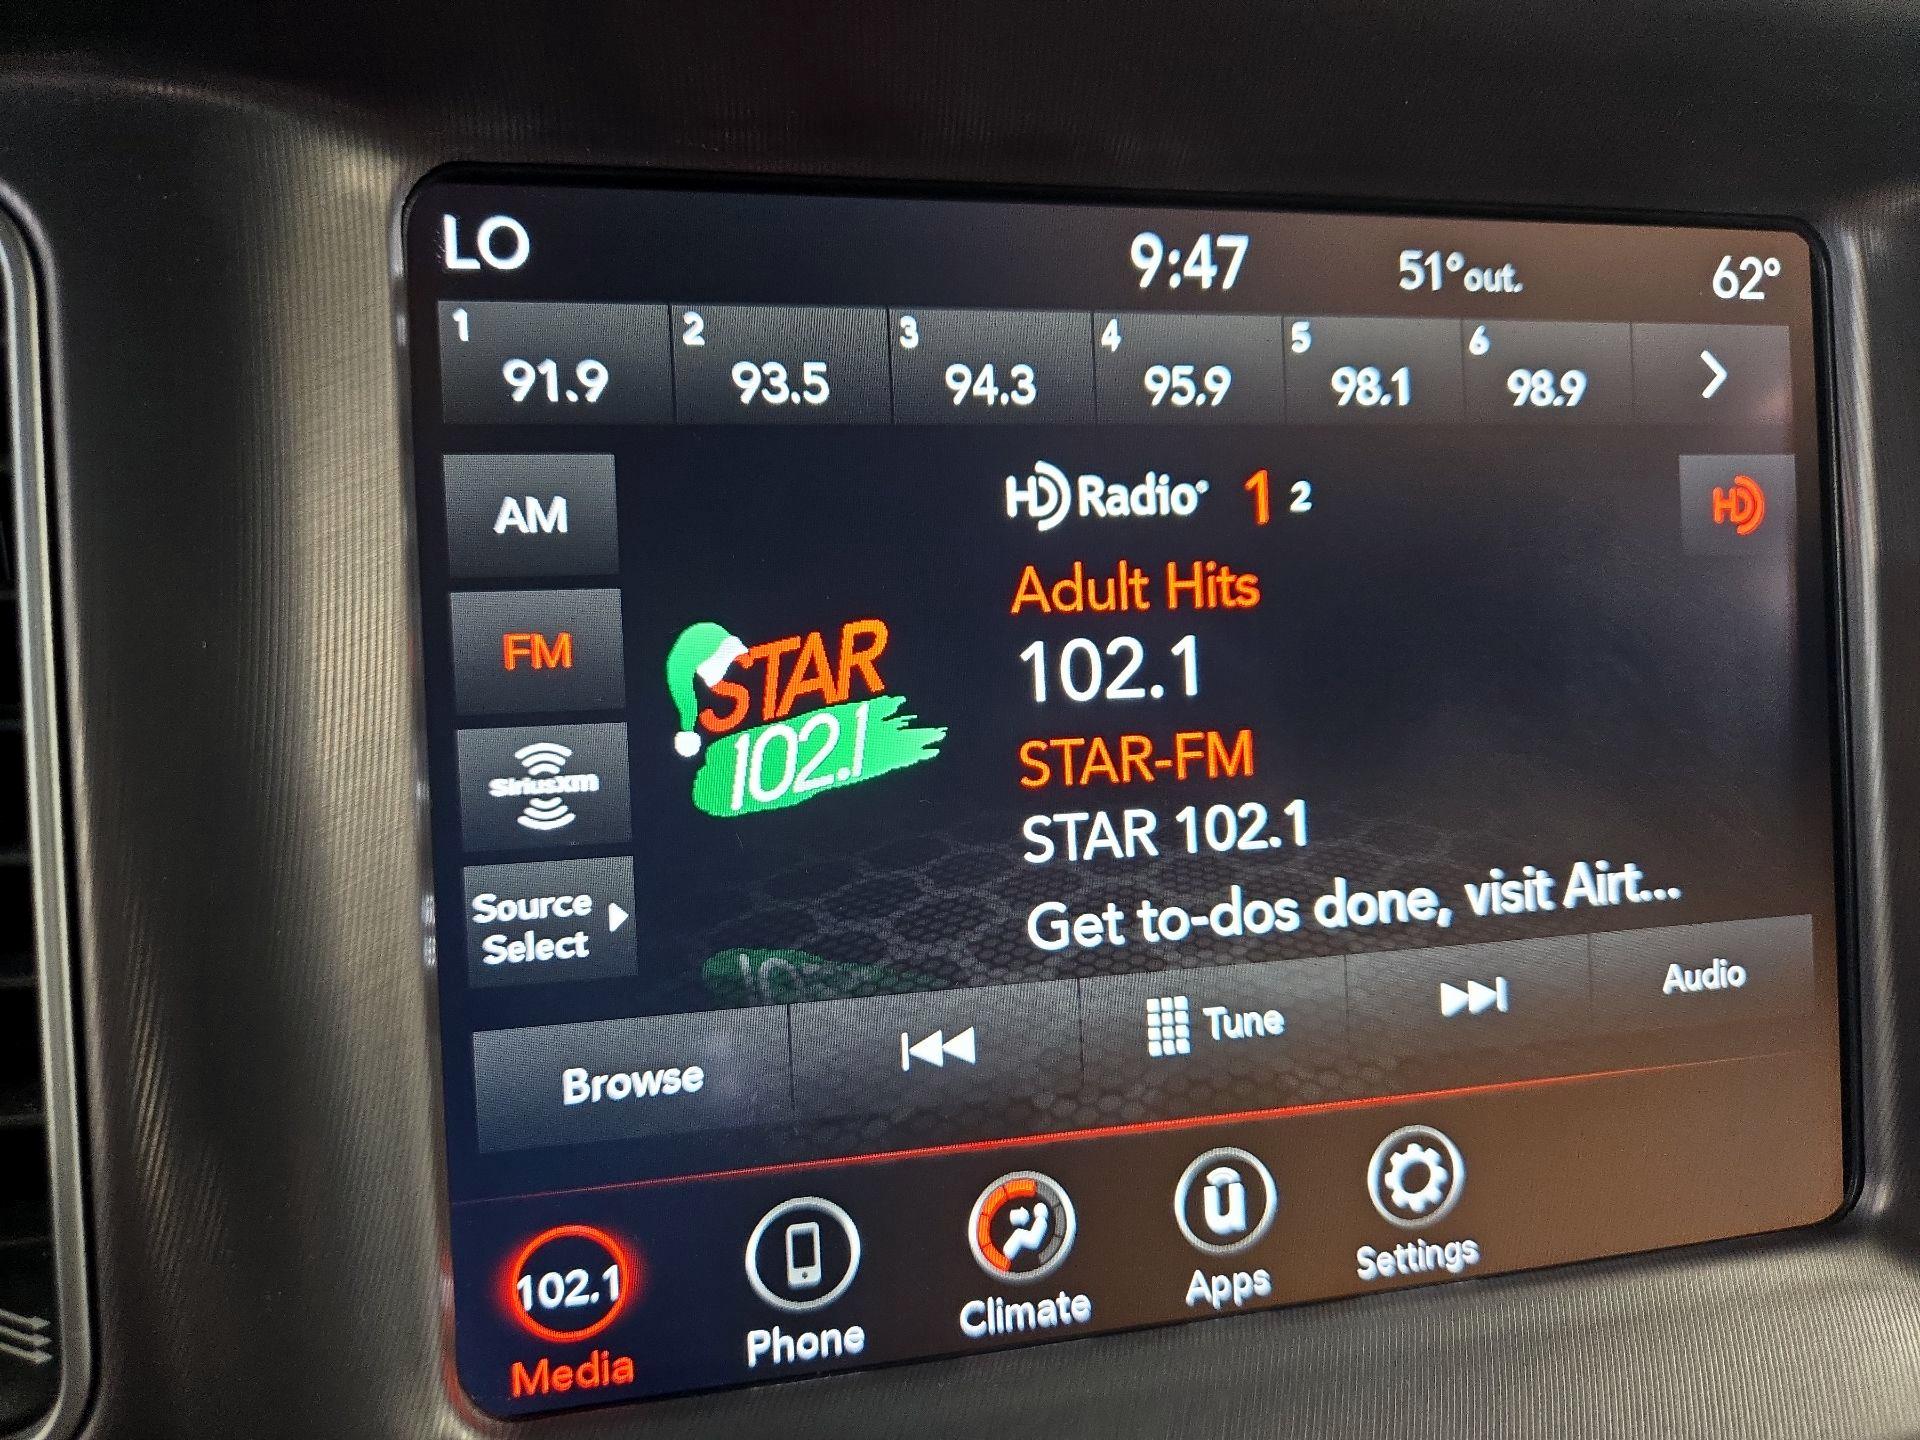 LO 9:47 51° out. 62°
1 91.9 2 93.5 3 94.3 4 95.9 5 98.1 6 98.9
AM
FM
SiriusXM
Source
Select
STAR
102.1
HD Radio 1 2
HD
Adult Hits
102.1
STAR-FM
STAR 102.1
Get to-dos done, visit Airt...
Browse Tune Audio
102.1
Media Phone Climate Apps Settings